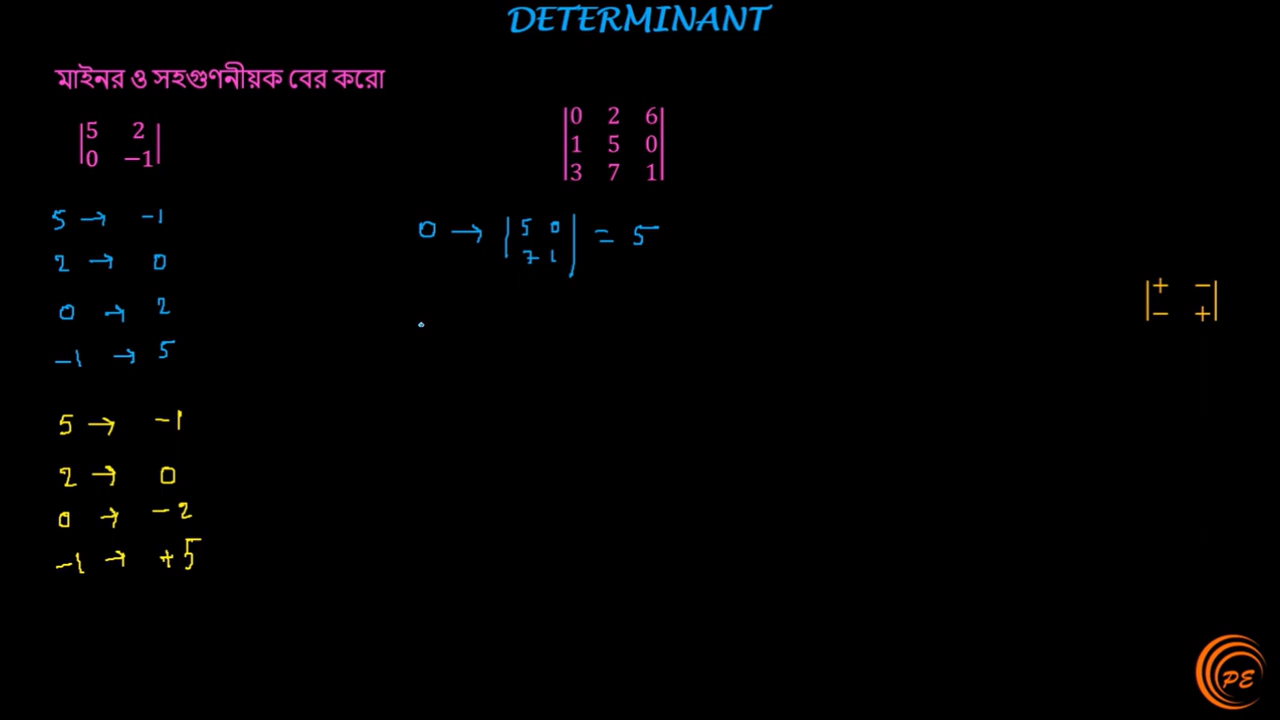 DETERMINANT
মাইনর ও সহগুণনীয়ক বের করো
|5 2|
|0 −1|
|0 2 6|
|1 5 0|
|3 7 1|
5 → -1
2 → 0
0 → 2
-1 → 5
0 → |5 0| = 5
|7 1|
|+ −|
|− +|
5 → -1
2 → 0
0 → -2
-1 → +5
PE